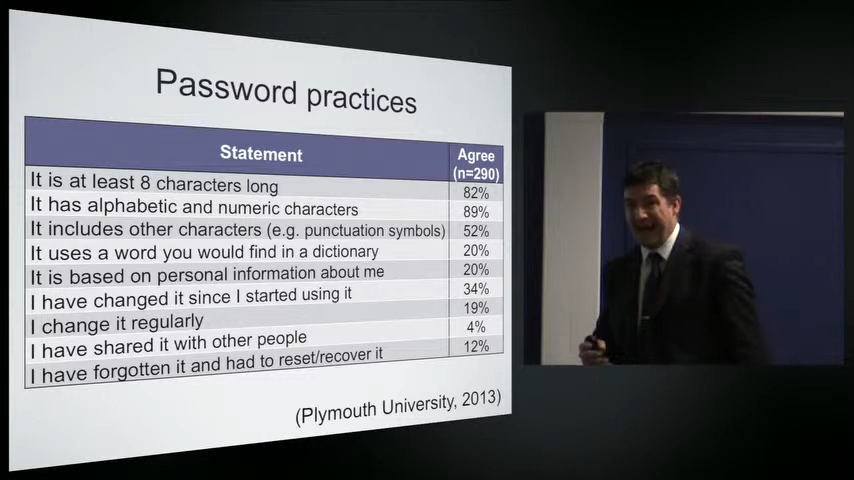 Password practices
Statement
Agree
(n=290)
It is at least 8 characters long 82%
It has alphabetic and numeric characters 89%
It includes other characters (e.g. punctuation symbols) 52%
It uses a word you would find in a dictionary 20%
It is based on personal information about me 20%
I have changed it since I started using it 34%
I change it regularly 19%
I have shared it with other people 4%
I have forgotten it and had to reset/recover it 12%
(Plymouth University, 2013)